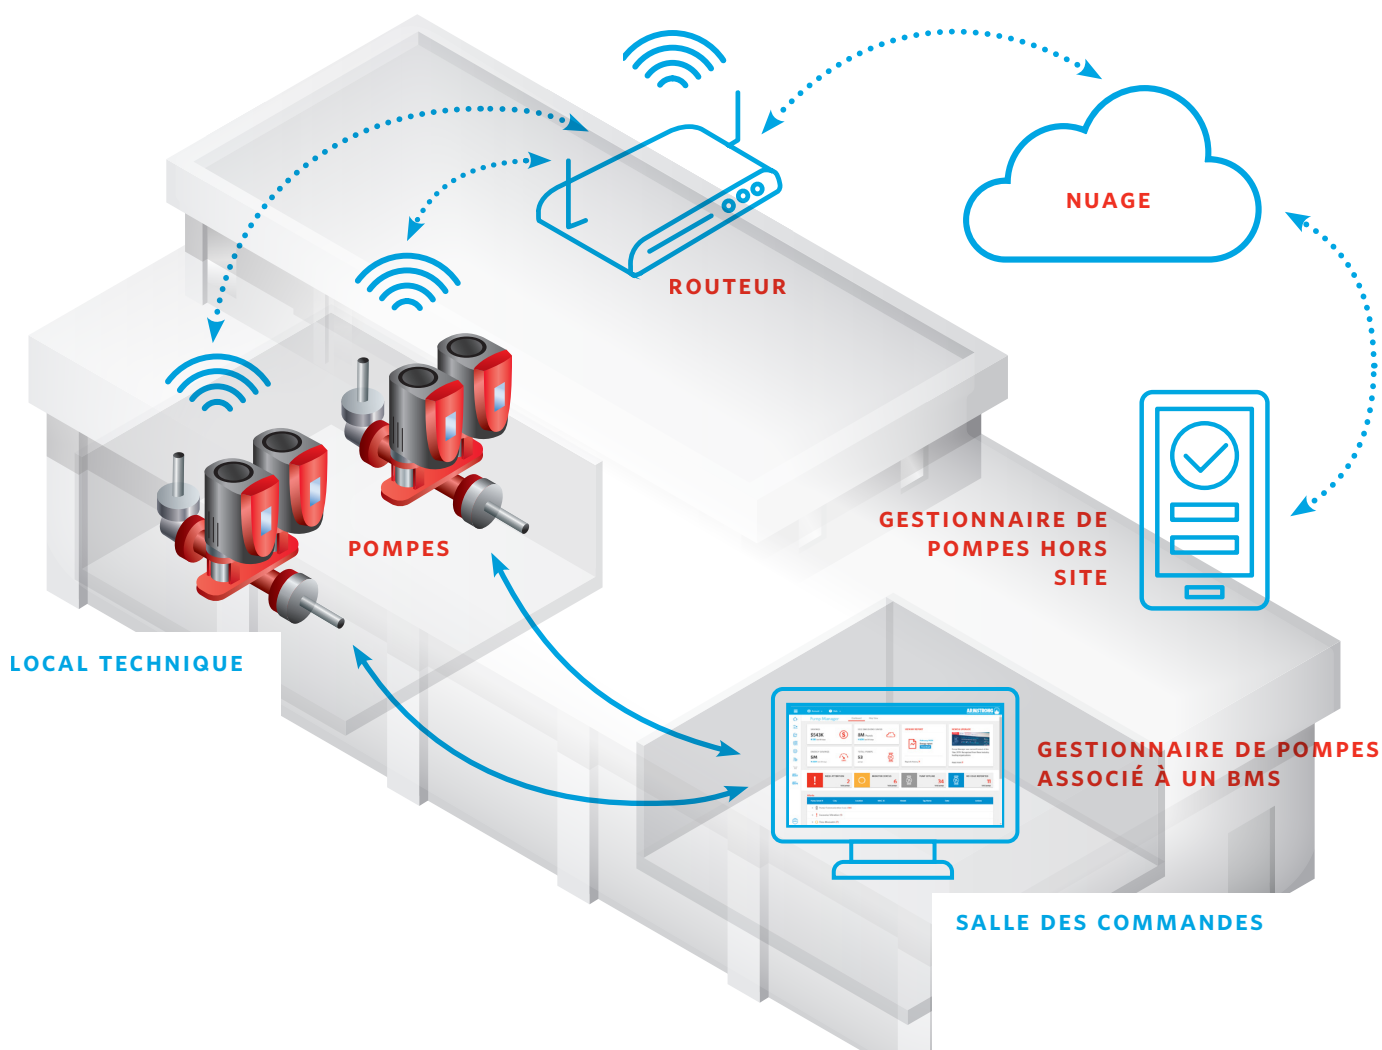 NUAGE
ROUTEUR
GESTIONNAIRE DE
POMPES HORS
SITE
POMPES
LOCAL TECHNIQUE
ARMSTRONG
GESTIONNAIRE DE POMPES
ASSOCIÉ À UN BMS
SALLE DES COMMANDES